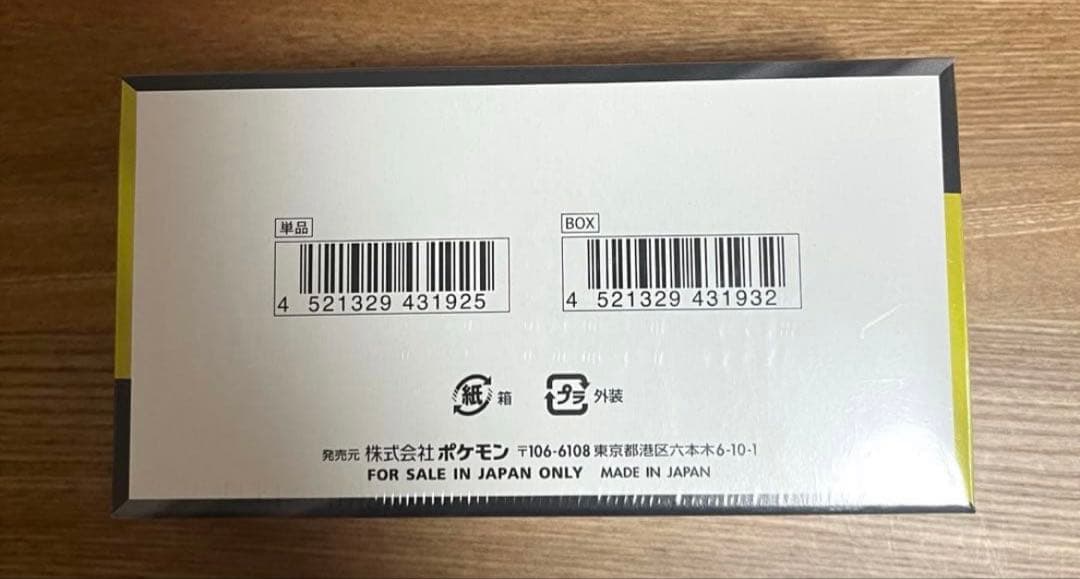 単品
4 521329 431925
BOX
4 521329 431932
紙 箱
プラ 外装
発売元 株式会社ポケモン 〒106-6108 東京都港区六本木6-10-1
FOR SALE IN JAPAN ONLY MADE IN JAPAN